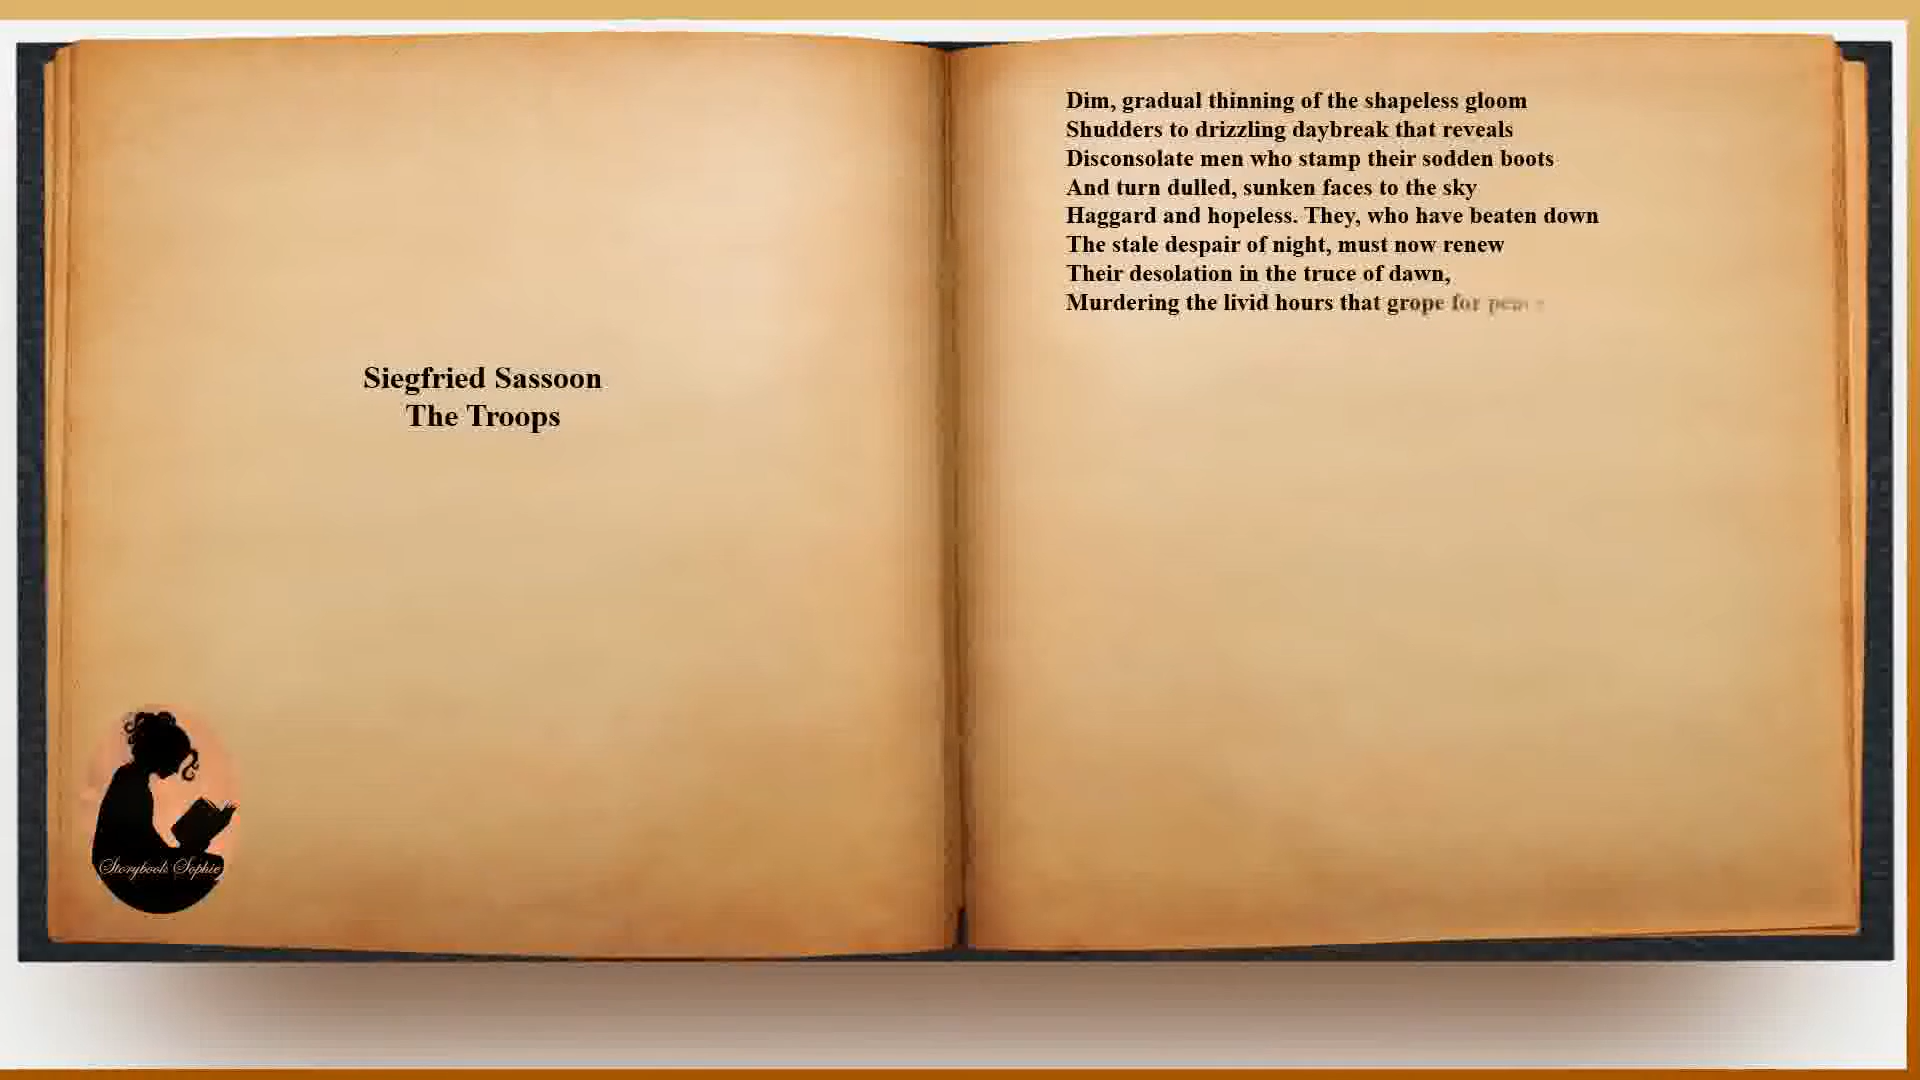 Siegfried Sassoon
The Troops
Storybook Sophie
Dim, gradual thinning of the shapeless gloom
Shudders to drizzling daybreak that reveals
Disconsolate men who stamp their sodden boots
And turn dulled, sunken faces to the sky
Haggard and hopeless. They, who have beaten down
The stale despair of night, must now renew
Their desolation in the truce of dawn,
Murdering the livid hours that grope for